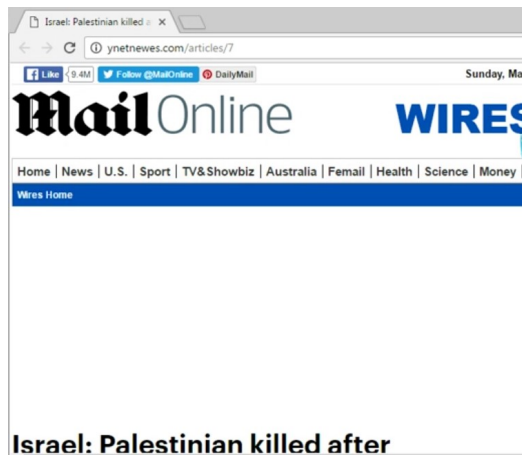 Israel: Palestinian killed a
ynetnewes.com/articles/7
Like 9.4M Follow @MailOnline DailyMail Sunday, Ma
Mail Online WIRES
Home | News | U.S. | Sport | TV&Showbiz | Australia | Femail | Health | Science | Money |
Wires Home
Israel: Palestinian killed after